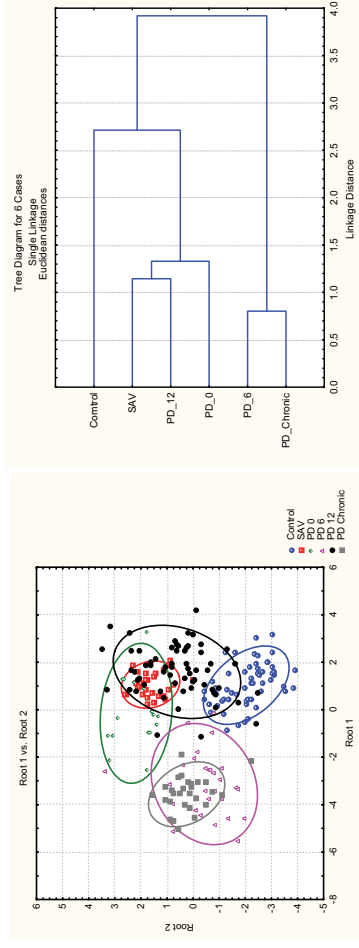 Tree Diagram for 6 Cases
Single Linkage
Euclidean distances
Comtrol
SAV
PD_12
PD_0
PD_6
PD_Chronic
0.0 0.5 1.0 1.5 2.0 2.5 3.0 3.5 4.0
Linkage Distance
Root 1 vs. Root 2
6
5
4
3
2
1
0
-1
-2
-3
-4
-5
Root 2
-8 -6 -4 -2 0 2 4 6
Root 1
Control
SAV
PD 0
PD 6
PD 12
PD Chronic